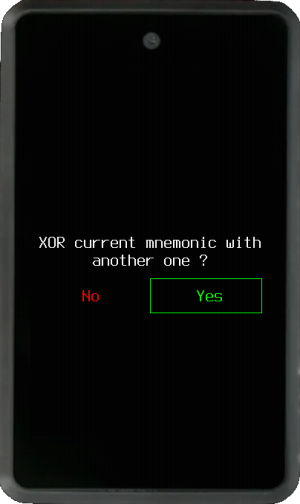 XOR current mnemonic with
another one ?
No
Yes